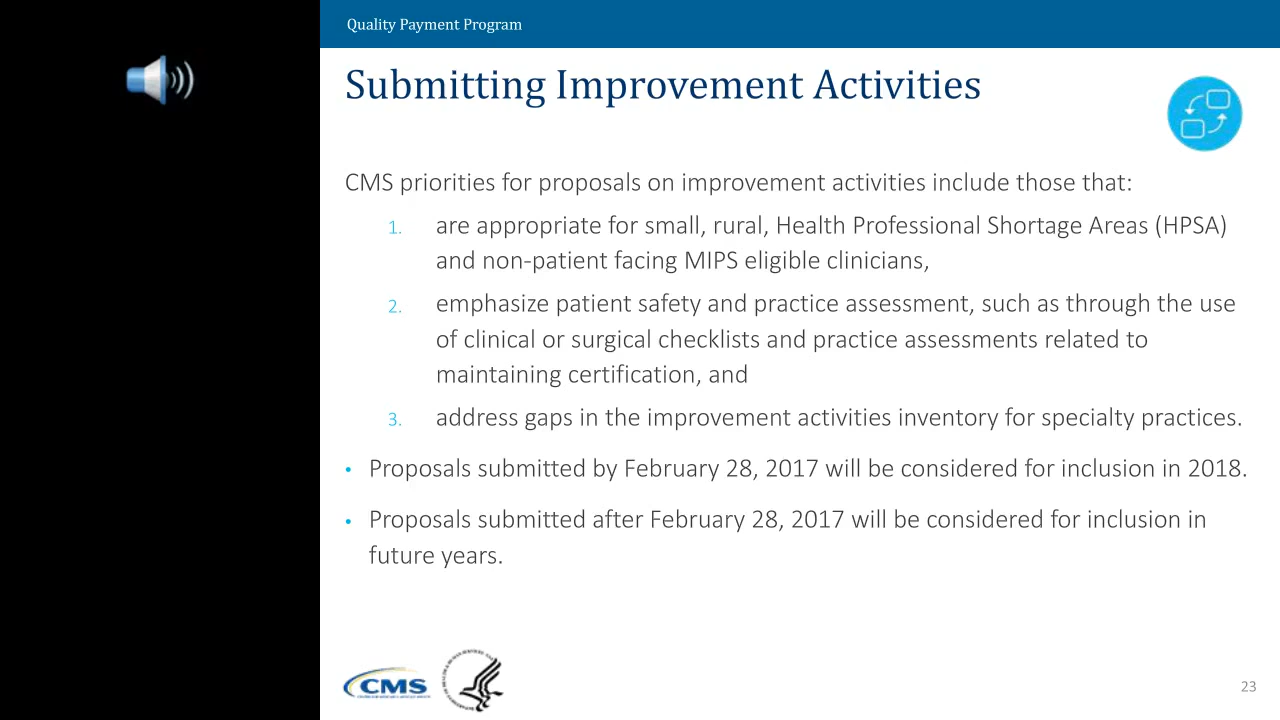 Quality Payment Program
Submitting Improvement Activities
CMS priorities for proposals on improvement activities include those that:
1. are appropriate for small, rural, Health Professional Shortage Areas (HPSA)
and non-patient facing MIPS eligible clinicians,
2. emphasize patient safety and practice assessment, such as through the use
of clinical or surgical checklists and practice assessments related to
maintaining certification, and
3. address gaps in the improvement activities inventory for specialty practices.
• Proposals submitted by February 28, 2017 will be considered for inclusion in 2018.
• Proposals submitted after February 28, 2017 will be considered for inclusion in
future years.
CMS
23